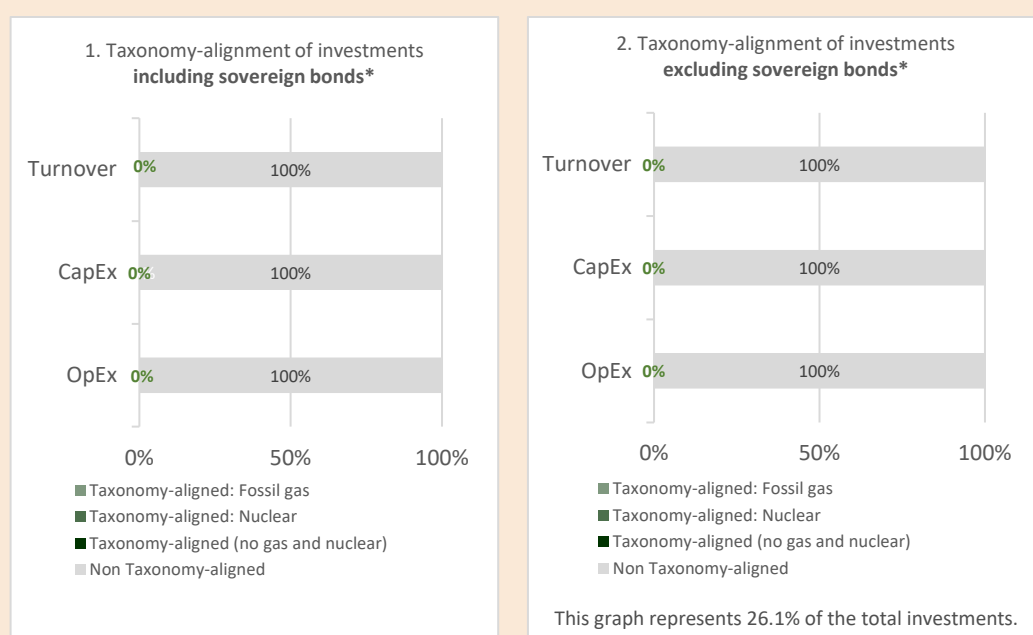 1. Taxonomy-alignment of investments
including sovereign bonds*
Turnover 0% 100%
CapEx 0% 100%
OpEx 0% 100%
0% 50% 100%
Taxonomy-aligned: Fossil gas
Taxonomy-aligned: Nuclear
Taxonomy-aligned (no gas and nuclear)
Non Taxonomy-aligned
2. Taxonomy-alignment of investments
excluding sovereign bonds*
Turnover 0% 100%
CapEx 0% 100%
OpEx 0% 100%
0% 50% 100%
Taxonomy-aligned: Fossil gas
Taxonomy-aligned: Nuclear
Taxonomy-aligned (no gas and nuclear)
Non Taxonomy-aligned
This graph represents 26.1% of the total investments.